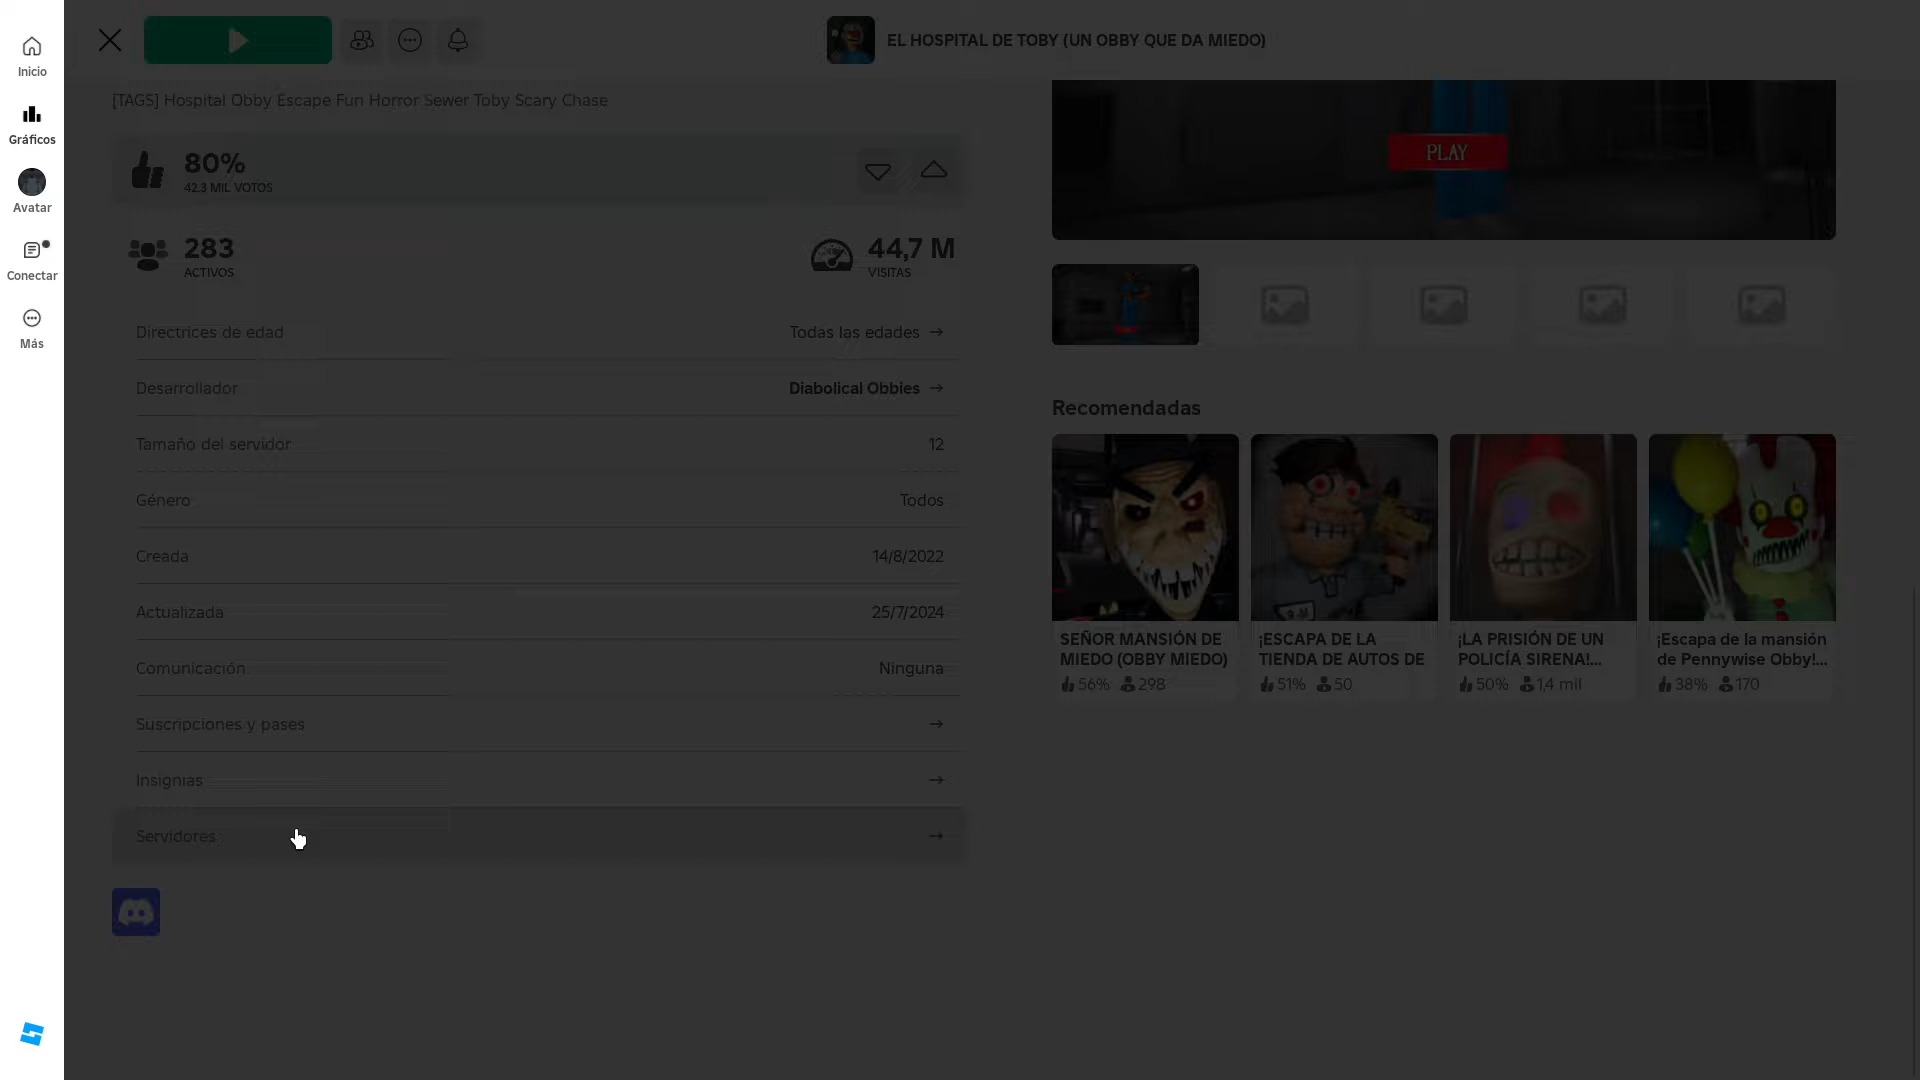 Inicio
Gráficos
Avatar
Conectar
Más
EL HOSPITAL DE TOBY (UN OBBY QUE DA MIEDO)
[TAGS] Hospital Obby Escape Fun Horror Sewer Toby Scary Chase
80%
42.3 MIL VOTOS
283
ACTIVOS
44,7 M
VISITAS
Directrices de edad Todas las edades →
Desarrollador Diabolical Obbies →
Tamaño del servidor 12
Género Todos
Creada 14/8/2022
Actualizada 25/7/2024
Comunicación Ninguna
Suscripciones y pases →
Insignias →
Servidores →
PLAY
Recomendadas
SEÑOR MANSIÓN DE
MIEDO (OBBY MIEDO)
56% 298
¡ESCAPA DE LA
TIENDA DE AUTOS DE
51% 50
¡LA PRISIÓN DE UN
POLICÍA SIRENA!...
50% 1,4 mil
¡Escapa de la mansión
de Pennywise Obby!...
38% 170